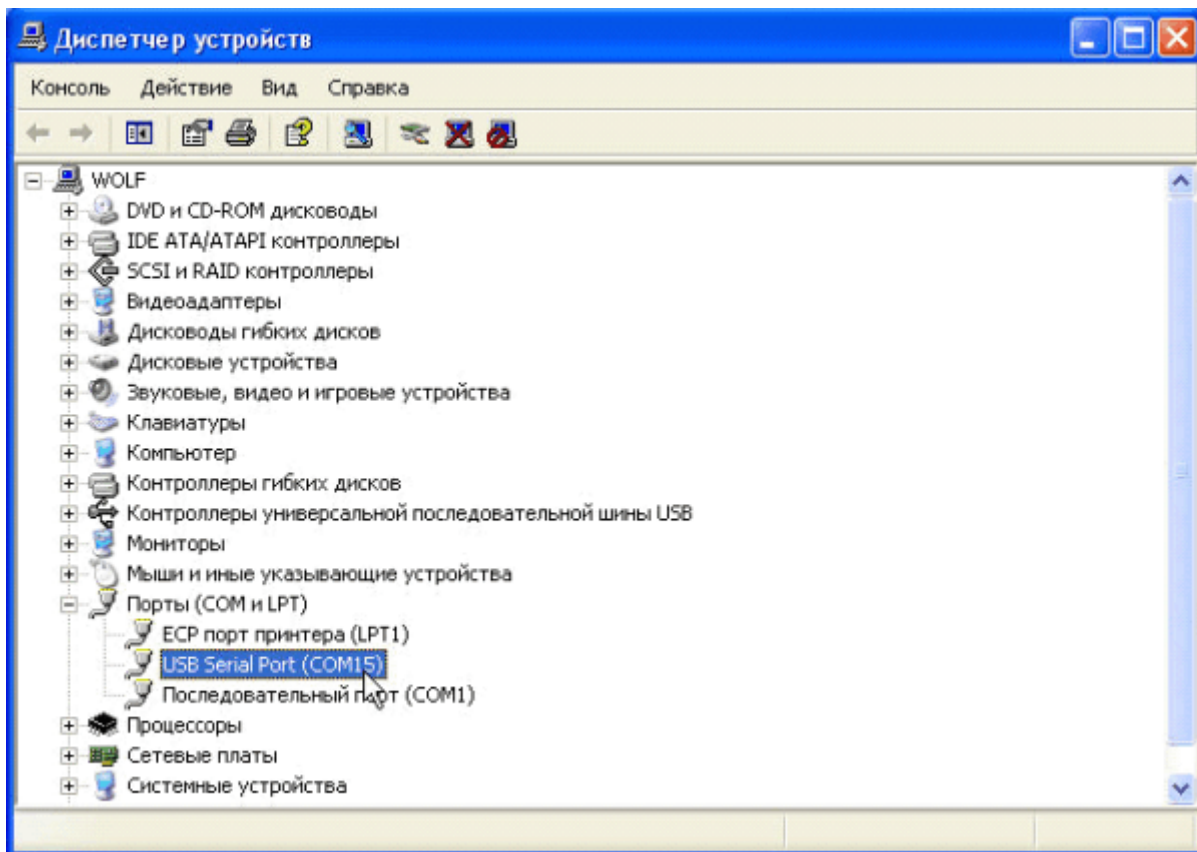 Диспетчер устройств
Консоль Действие Вид Справка
WOLF
DVD и CD-ROM дисководы
IDE ATA/ATAPI контроллеры
SCSI и RAID контроллеры
Видеоадаптеры
Дисководы гибких дисков
Дисковые устройства
Звуковые, видео и игровые устройства
Клавиатуры
Компьютер
Контроллеры гибких дисков
Контроллеры универсальной последовательной шины USB
Мониторы
Мыши и иные указывающие устройства
Порты (COM и LPT)
ECP порт принтера (LPT1)
USB Serial Port (COM15)
Последовательный порт (COM1)
Процессоры
Сетевые платы
Системные устройства